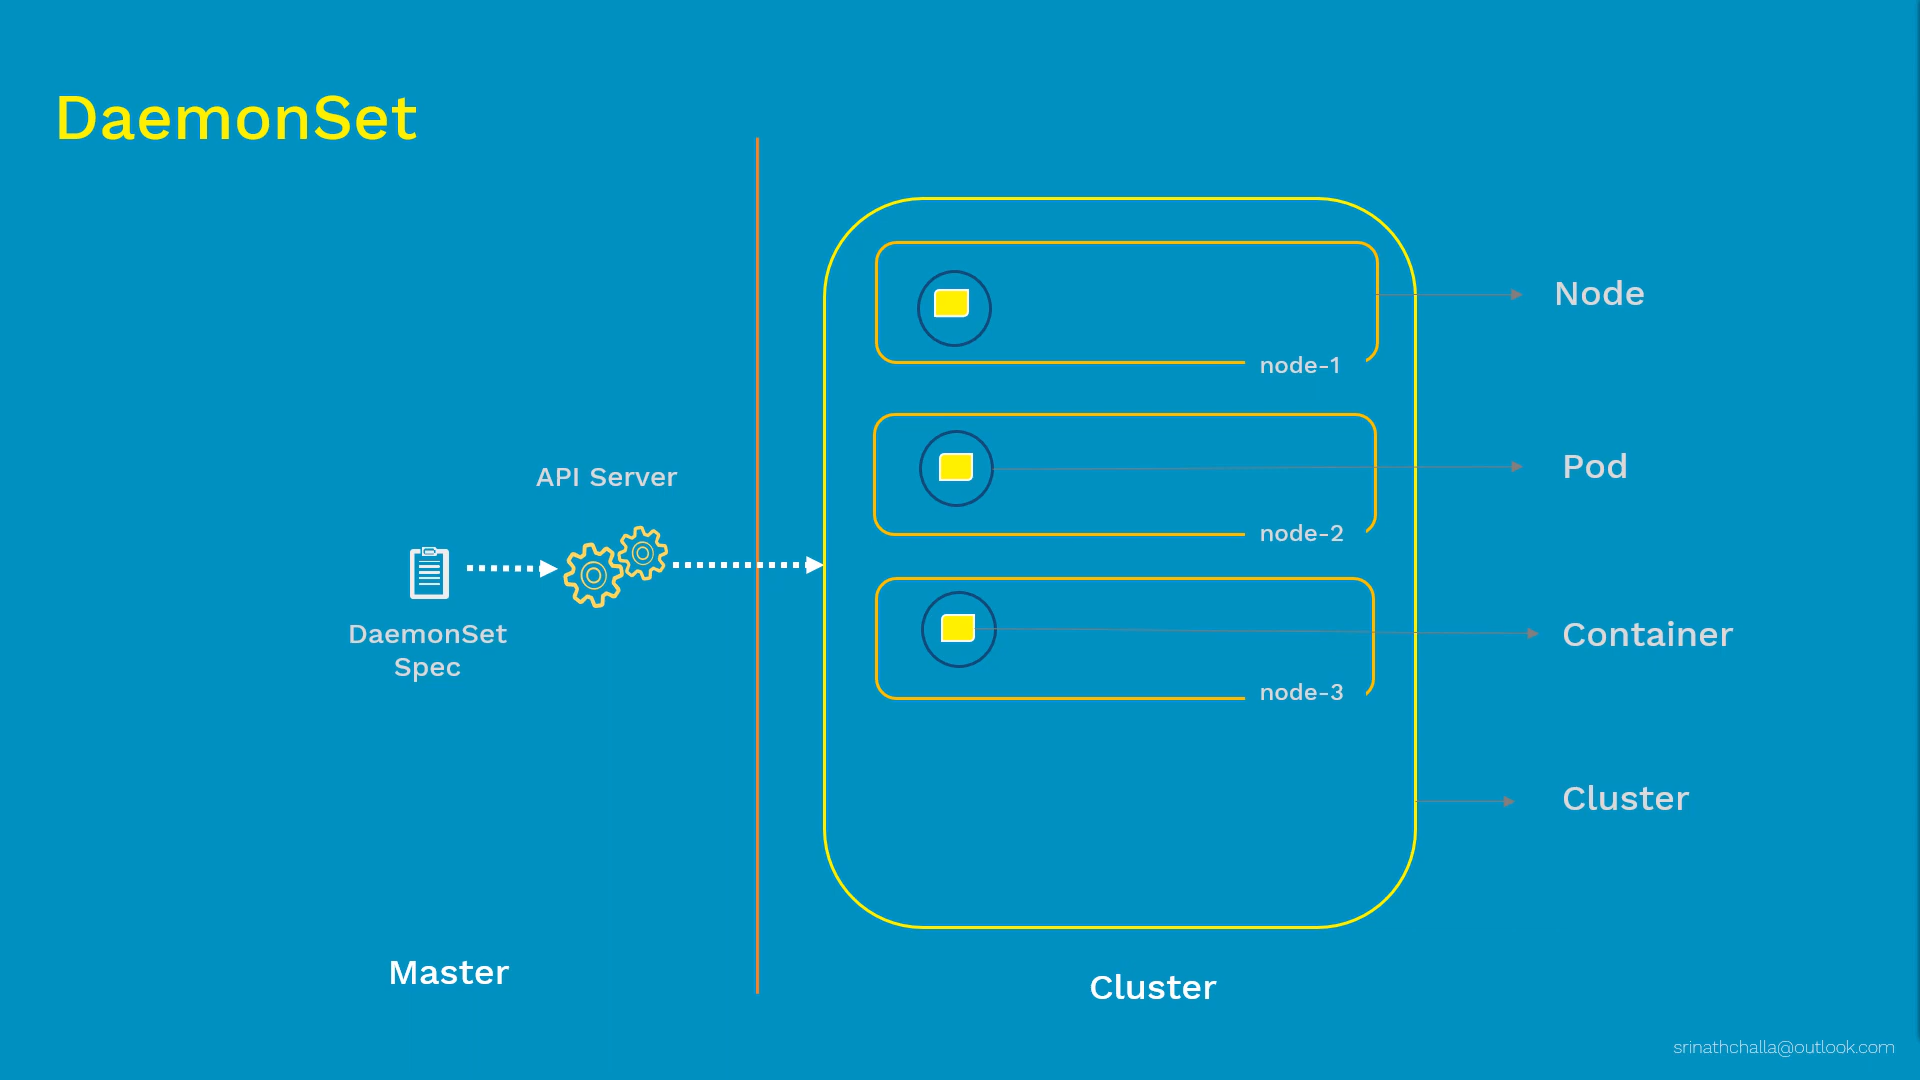 DaemonSet
API Server
DaemonSet
Spec
Master
node-1
node-2
node-3
Cluster
Node
Pod
Container
Cluster
srinathchalla@outlook.com